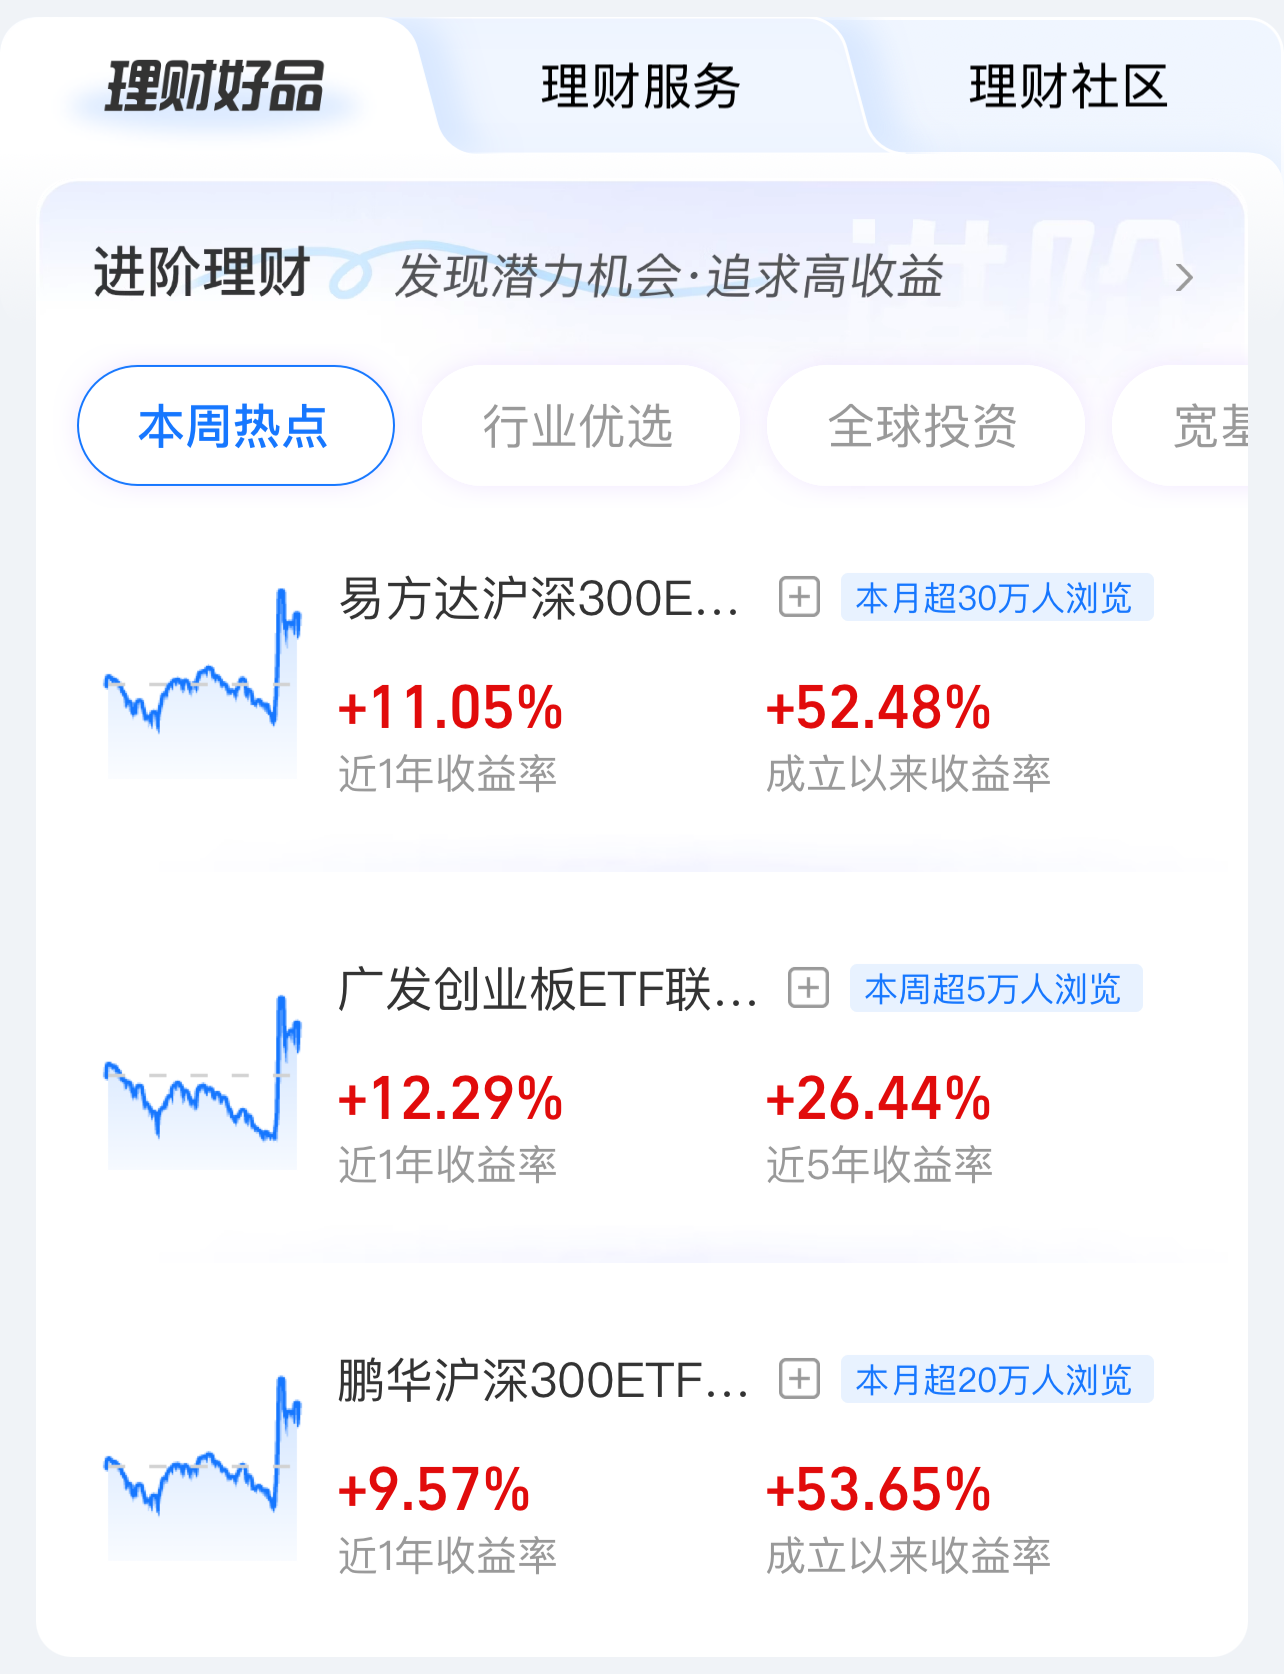 理财好品 理财服务 理财社区
进阶理财 发现潜力机会·追求高收益
进阶
本周热点 行业优选 全球投资 宽基
易方达沪深300E... 本月超30万人浏览
+11.05% +52.48%
近1年收益率 成立以来收益率
广发创业板ETF联... 本周超5万人浏览
+12.29% +26.44%
近1年收益率 近5年收益率
鹏华沪深300ETF... 本月超20万人浏览
+9.57% +53.65%
近1年收益率 成立以来收益率